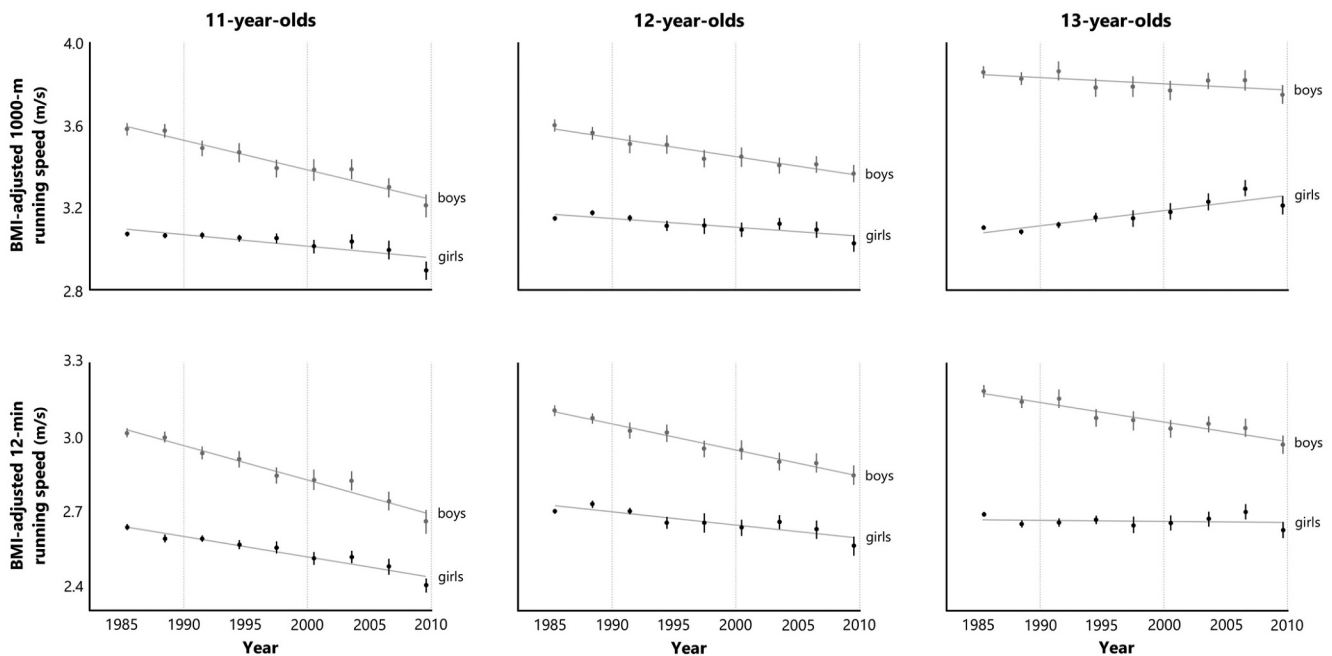 11-year-olds
12-year-olds
13-year-olds
BMI-adjusted 1000-m
running speed (m/s)
4.0
3.6
3.2
2.8
boys
girls
boys
girls
boys
girls
BMI-adjusted 12-min
running speed (m/s)
3.3
3.0
2.7
2.4
boys
girls
boys
girls
boys
girls
1985 1990 1995 2000 2005 2010
1985 1990 1995 2000 2005 2010
1985 1990 1995 2000 2005 2010
Year
Year
Year